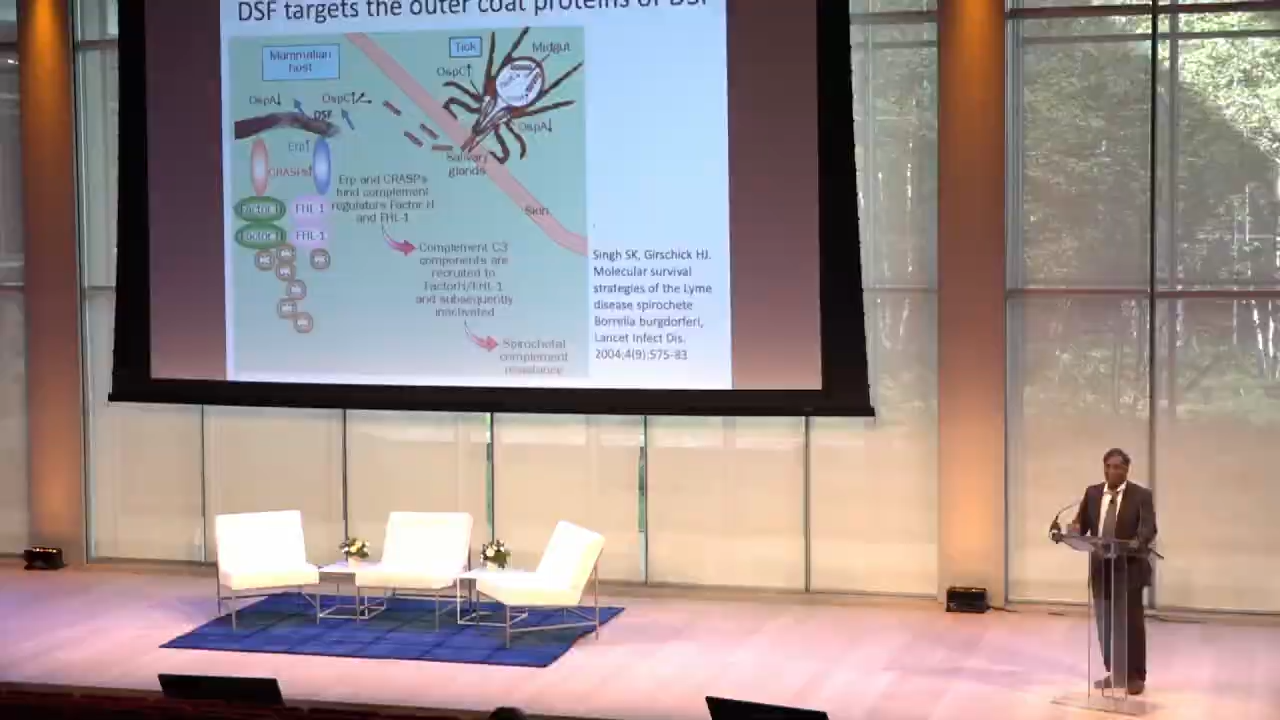 DSF targets the outer coat proteins of DSF
Mammalian
host
OspA↓
OspC↑
DSF
Erp↑
CRASPs↑
Factor H
FHL-1
Factor H
FHL-1
Tick
Midgut
OspC↑
OspA↓
Salivary
glands
Skin
Erp and CRASPs
bind complement
regulators Factor H
and FHL-1
Complement C3
components are
recruited to
FactorH/FHL-1
and subsequently
inactivated
Spirochetal
complement
resistance
Singh SK, Girschick HJ.
Molecular survival
strategies of the Lyme
disease spirochete
Borrelia burgdorferi,
Lancet Infect Dis.
2004;4(9):575-83